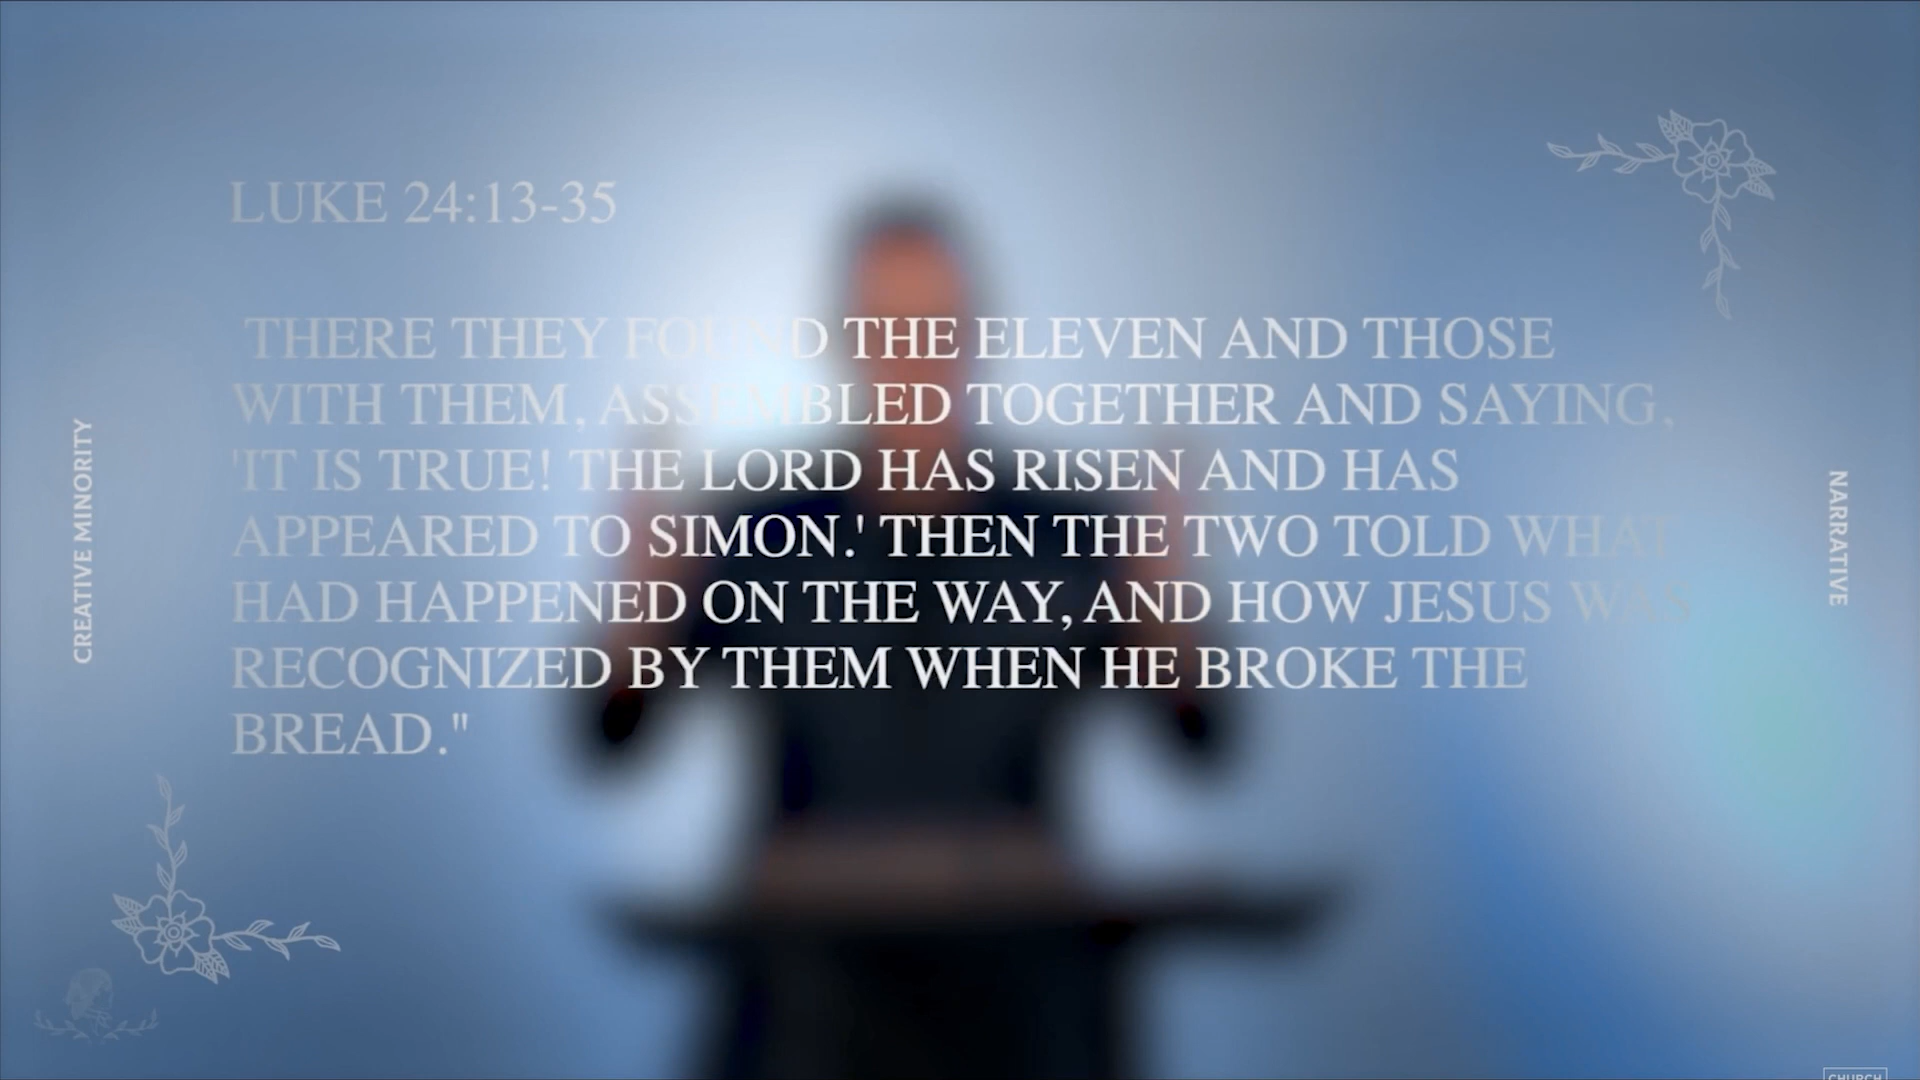 LUKE 24:13-35
THERE THEY FOUND THE ELEVEN AND THOSE
WITH THEM, ASSEMBLED TOGETHER AND SAYING,
'IT IS TRUE! THE LORD HAS RISEN AND HAS
APPEARED TO SIMON.' THEN THE TWO TOLD WHAT
HAD HAPPENED ON THE WAY, AND HOW JESUS WAS
RECOGNIZED BY THEM WHEN HE BROKE THE
BREAD."
CREATIVE MINORITY
NARRATIVE
CHURCH